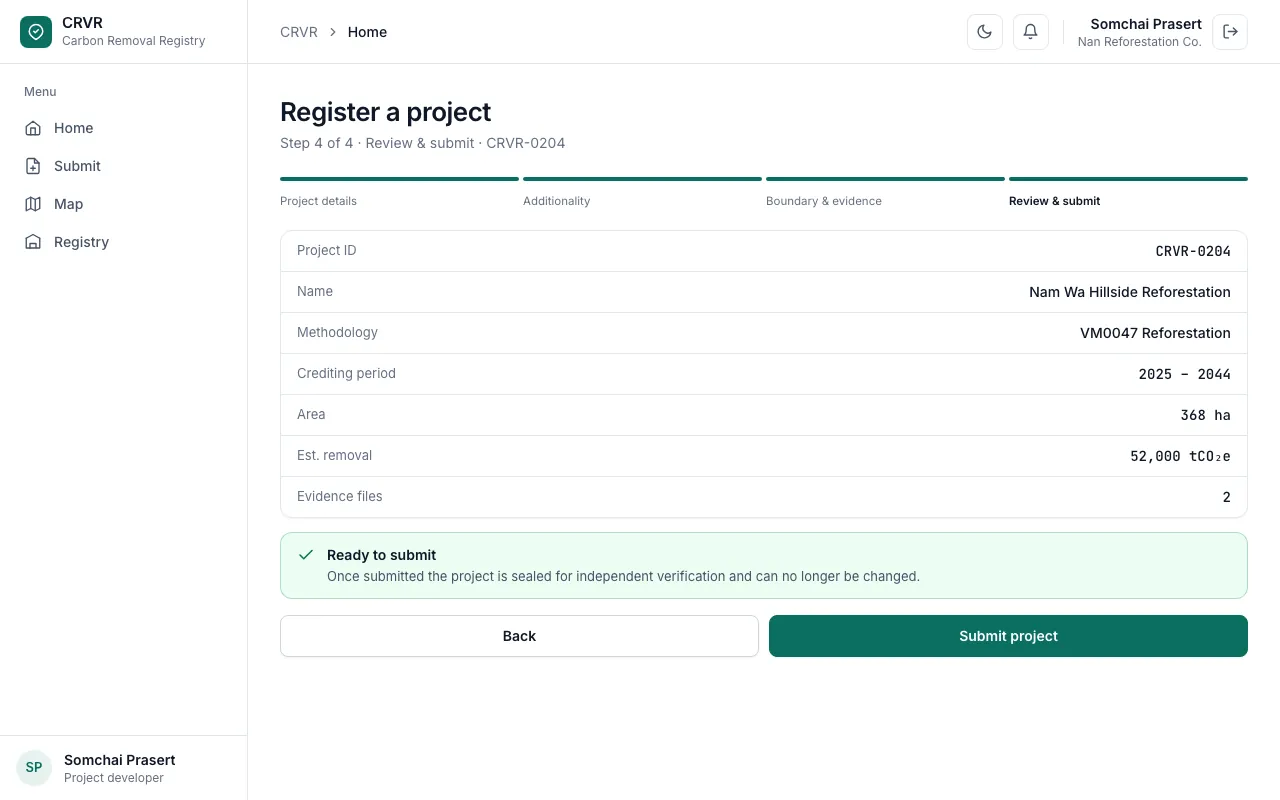 CRVR
Carbon Removal Registry
CRVR
Home
Somchai Prasert
Nan Reforestation Co.
Menu
Home
Submit
Map
Registry
Register a project
Step 4 of 4 · Review & submit · CRVR-0204
Project details
Additionality
Boundary & evidence
Review & submit
Project ID
CRVR-0204
Name
Nam Wa Hillside Reforestation
Methodology
VM0047 Reforestation
Crediting period
2025 – 2044
Area
368 ha
Est. removal
52,000 tCO₂e
Evidence files
2
Ready to submit
Once submitted the project is sealed for independent verification and can no longer be changed.
Back
Submit project
SP
Somchai Prasert
Project developer